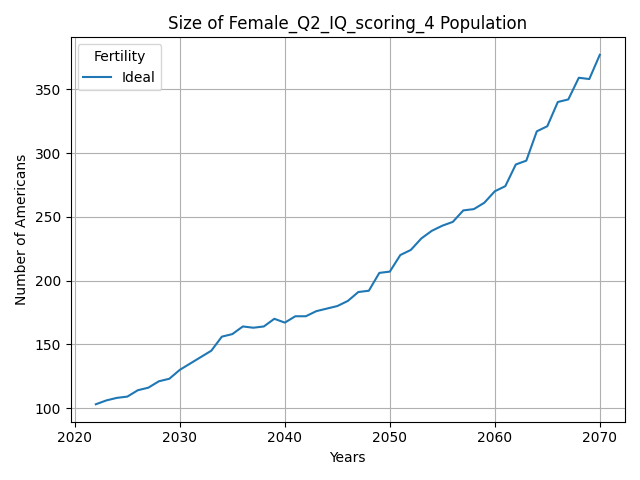 Size of Female_Q2_IQ_scoring_4 Population
Fertility
Ideal
Number of Americans
350
300
250
200
150
100
2020 2030 2040 2050 2060 2070
Years